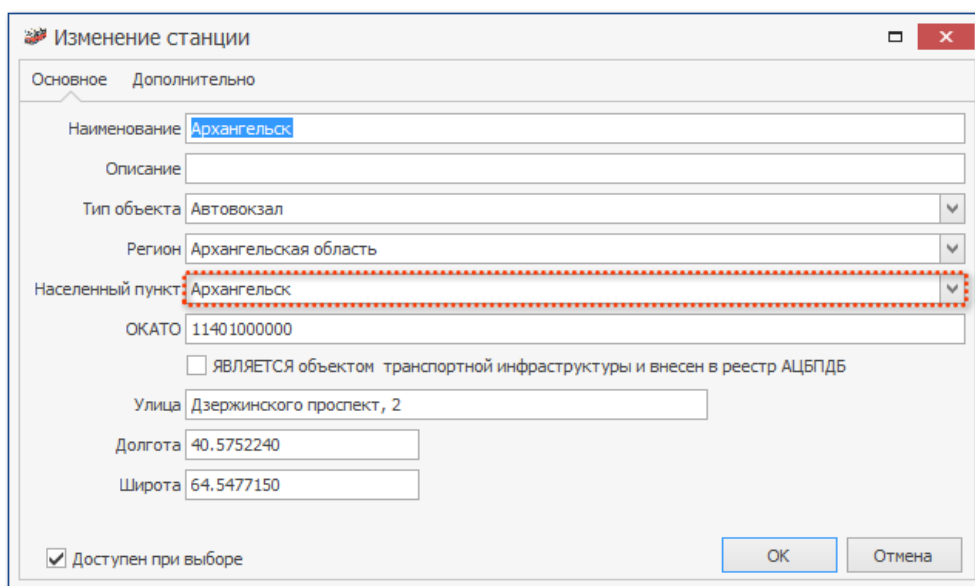 Изменение станции
Основное Дополнительно
Наименование Архангельск
Описание
Тип объекта Автовокзал
Регион Архангельская область
Населенный пункт Архангельск
ОКАТО 11401000000
ЯВЛЯЕТСЯ объектом транспортной инфраструктуры и внесен в реестр АЦБПДБ
Улица Дзержинского проспект, 2
Долгота 40.5752240
Широта 64.5477150
Доступен при выборе OK Отмена